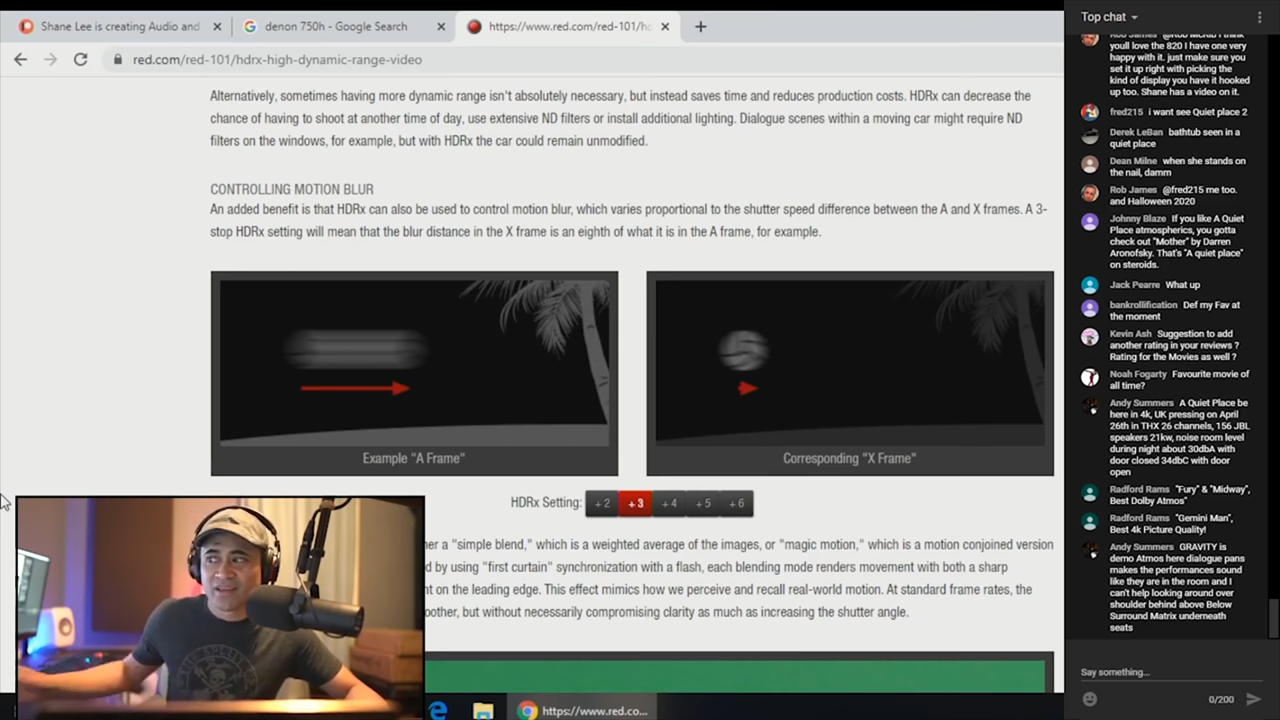 Shane Lee is creating Audio and
denon 750h - Google Search
https://www.red.com/red-101/hd
red.com/red-101/hdrx-high-dynamic-range-video
Alternatively, sometimes having more dynamic range isn't absolutely necessary, but instead saves time and reduces production costs. HDRx can decrease the
chance of having to shoot at another time of day, use extensive ND filters or install additional lighting. Dialogue scenes within a moving car might require ND
filters on the windows, for example, but with HDRx the car could remain unmodified.
CONTROLLING MOTION BLUR
An added benefit is that HDRx can also be used to control motion blur, which varies proportional to the shutter speed difference between the A and X frames. A 3-
stop HDRx setting will mean that the blur distance in the X frame is an eighth of what it is in the A frame, for example.
Example "A Frame"
Corresponding "X Frame"
HDRx Setting: +2 +3 +4 +5 +6
her a "simple blend," which is a weighted average of the images, or "magic motion," which is a motion conjoined version
d by using "first curtain" synchronization with a flash, each blending mode renders movement with both a sharp
nt on the leading edge. This effect mimics how we perceive and recall real-world motion. At standard frame rates, the
oother, but without necessarily compromising clarity as much as increasing the shutter angle.
https://www.red.co...
Top chat
Rob James @Rob McRib I think
youll love the 820 I have one very
happy with it. just make sure you
set it up right with picking the
kind of display you have it hooked
up too. Shane has a video on it.
fred215 i want see Quiet place 2
Derek LeBan bathtub seen in a
quiet place
Dean Milne when she stands on
the nail, damm
Rob James @fred215 me too.
and Halloween 2020
Johnny Blaze If you like A Quiet
Place atmospherics, you gotta
check out "Mother" by Darren
Aronofsky. That's "A quiet place"
on steroids.
Jack Pearre What up
bankrollification Def my Fav at
the moment
Kevin Ash Suggestion to add
another rating in your reviews ?
Rating for the Movies as well ?
Noah Fogarty Favourite movie of
all time?
Andy Summers A Quiet Place be
here in 4k, UK pressing on April
26th in THX 26 channels, 156 JBL
speakers 21kw, noise room level
during night about 30dbA with
door closed 34dbC with door
open
Radford Rams "Fury" & "Midway",
Best Dolby Atmos"
Radford Rams "Gemini Man",
Best 4k Picture Quality!
Andy Summers GRAVITY is
demo Atmos here dialogue pans
makes the performances sound
like they are in the room and I
can't help looking around over
shoulder behind above Below
Surround Matrix underneath
seats
Say something...
0/200